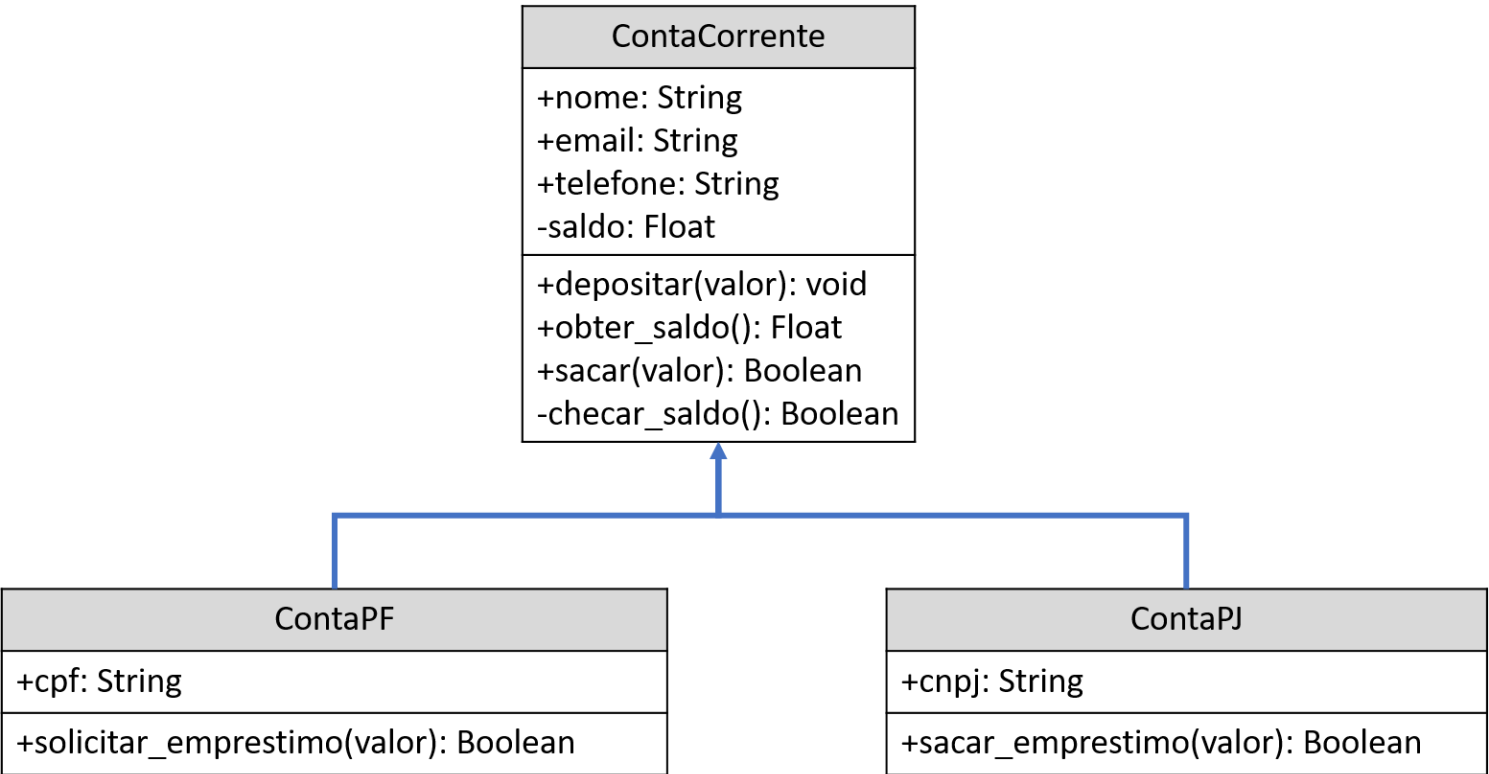 ContaCorrente
+nome: String
+email: String
+telefone: String
-saldo: Float
+depositar(valor): void
+obter_saldo(): Float
+sacar(valor): Boolean
-checar_saldo(): Boolean
ContaPF
+cpf: String
+solicitar_emprestimo(valor): Boolean
ContaPJ
+cnpj: String
+sacar_emprestimo(valor): Boolean